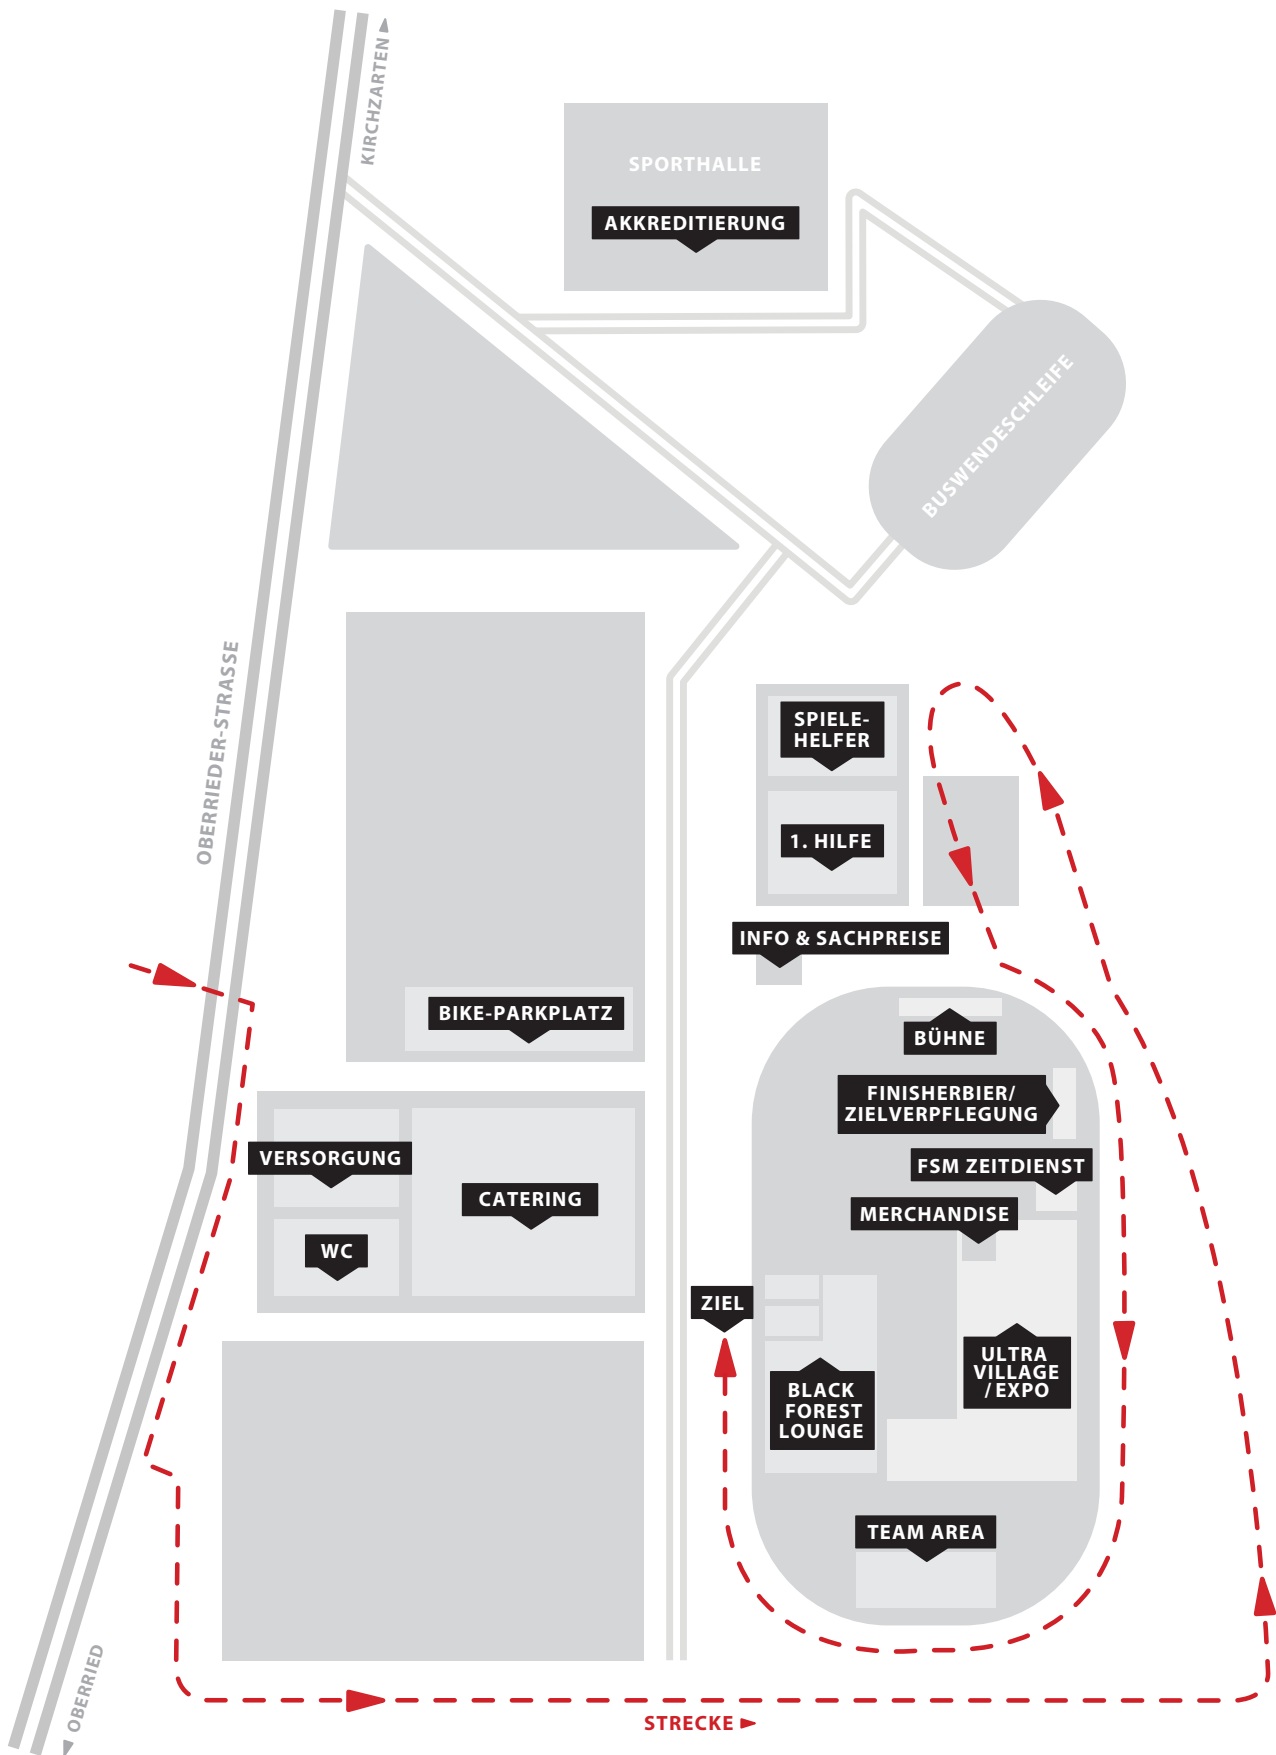 KIRCHZARTEN
SPORTHALLE
AKKREDITIERUNG
BUSWENDESCHLEIFE
OBERRIEDER-STRASSE
SPIELE-
HELFER
1. HILFE
INFO & SACHPREISE
BIKE-PARKPLATZ
BÜHNE
FINISHERBIER/
ZIELVERPFLEGUNG
VERSORGUNG
FSM ZEITDIENST
CATERING
MERCHANDISE
WC
ZIEL
ULTRA
VILLAGE
/EXPO
BLACK
FOREST
LOUNGE
TEAM AREA
OBERRIED
STRECKE